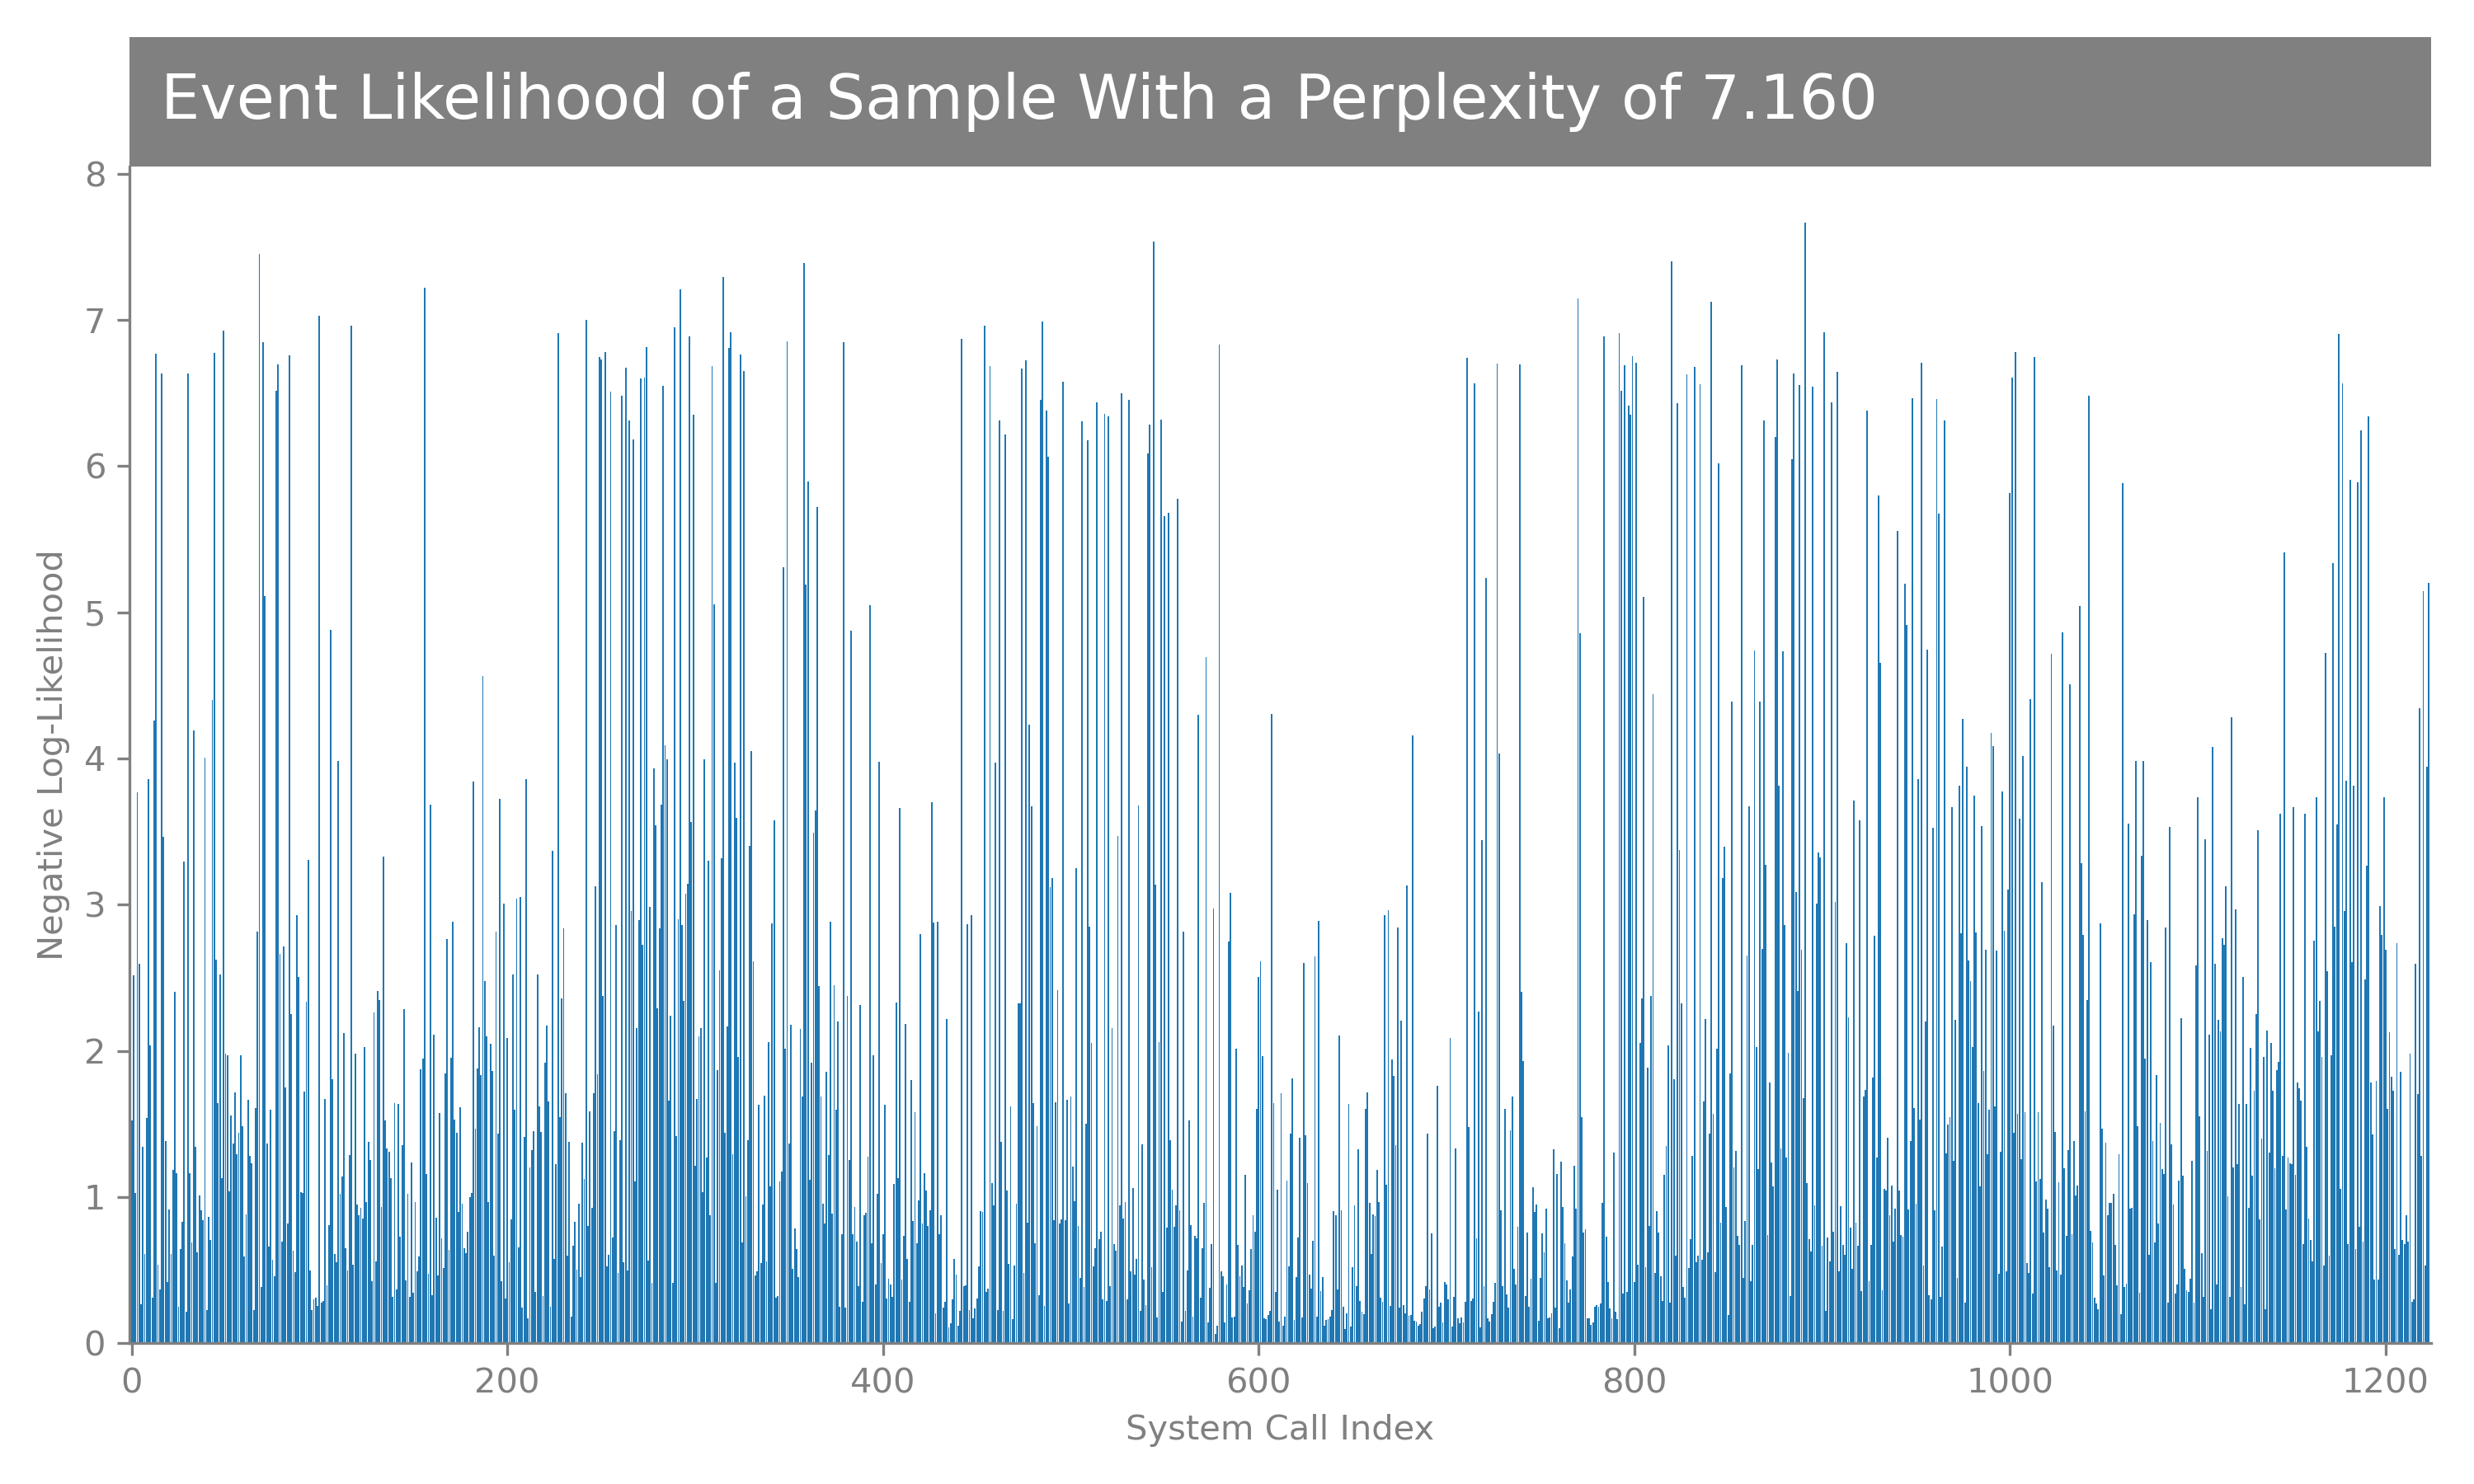 Event Likelihood of a Sample With a Perplexity of 7.160
8
7
6
5
4
3
2
1
0
Negative Log-Likelihood
0 200 400 600 800 1000 1200
System Call Index